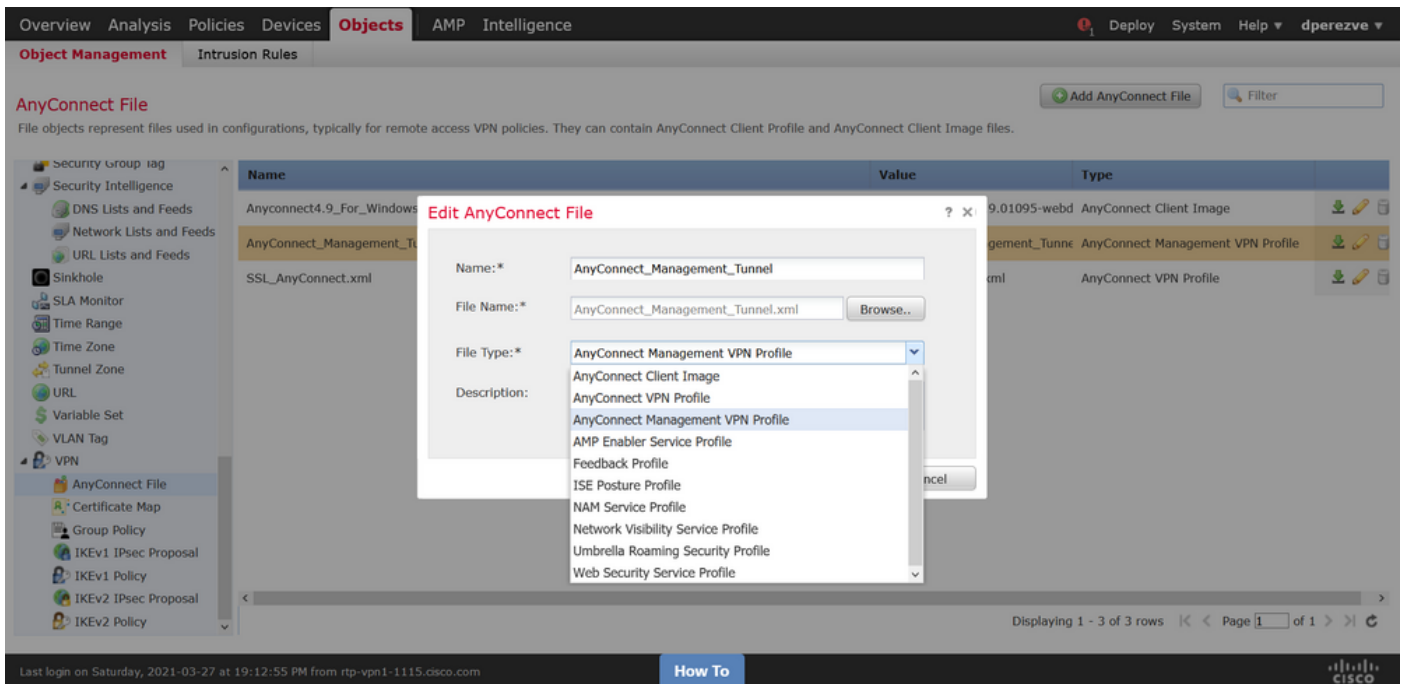 Overview Analysis Policies Devices Objects AMP Intelligence Deploy System Help dperezve
Object Management Intrusion Rules
AnyConnect File
Add AnyConnect File
Filter
File objects represent files used in configurations, typically for remote access VPN policies. They can contain AnyConnect Client Profile and AnyConnect Client Image files.
Security Group Tag
Security Intelligence
DNS Lists and Feeds
Network Lists and Feeds
URL Lists and Feeds
Sinkhole
SLA Monitor
Time Range
Time Zone
Tunnel Zone
URL
Variable Set
VLAN Tag
VPN
AnyConnect File
Certificate Map
Group Policy
IKEv1 IPsec Proposal
IKEv1 Policy
IKEv2 IPsec Proposal
IKEv2 Policy
Name Value Type
Anyconnect4.9_For_Windows 9.01095-webd AnyConnect Client Image
AnyConnect_Management_Tu gement_Tunne AnyConnect Management VPN Profile
SSL_AnyConnect.xml xml AnyConnect VPN Profile
Edit AnyConnect File
? X
Name:* AnyConnect_Management_Tunnel
File Name:* AnyConnect_Management_Tunnel.xml Browse..
File Type:* AnyConnect Management VPN Profile
Description:
AnyConnect Client Image
AnyConnect VPN Profile
AnyConnect Management VPN Profile
AMP Enabler Service Profile
Feedback Profile
ISE Posture Profile
NAM Service Profile
Network Visibility Service Profile
Umbrella Roaming Security Profile
Web Security Service Profile
ncel
Displaying 1 - 3 of 3 rows Page 1 of 1
Last login on Saturday, 2021-03-27 at 19:12:55 PM from rtp-vpn1-1115.cisco.com
How To
CISCO